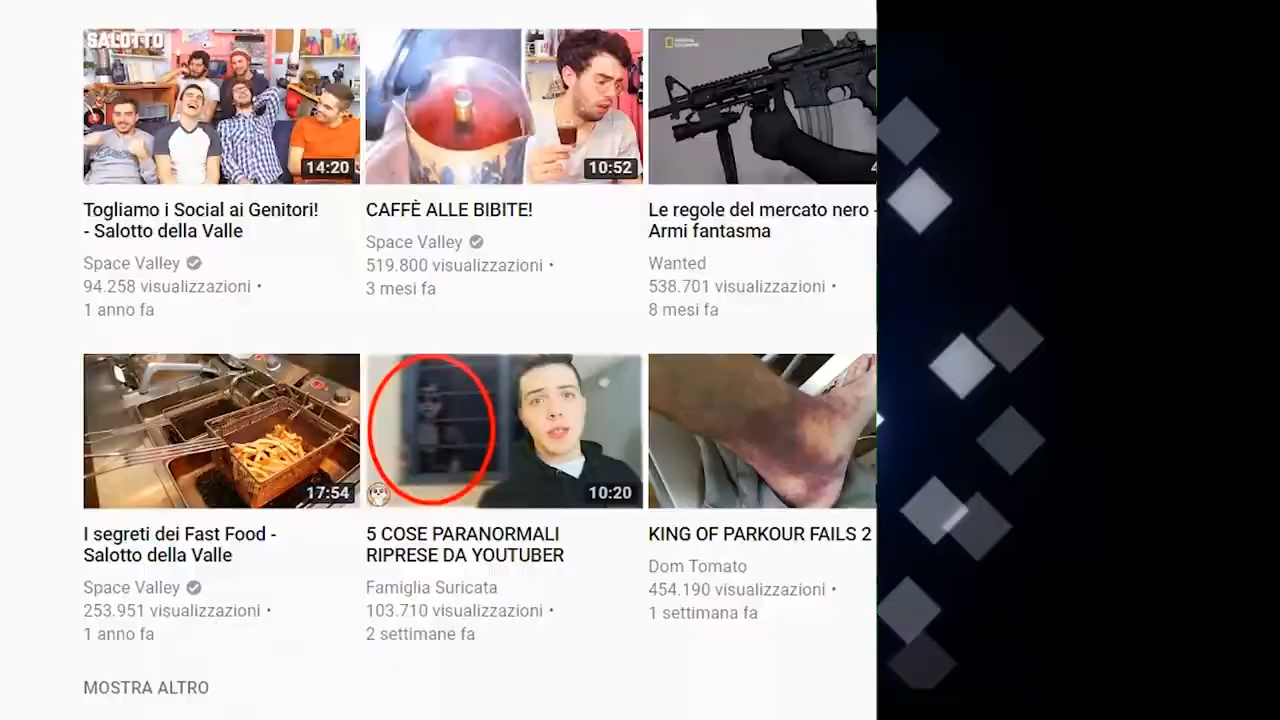 SALOTTO
14:20
10:52
4
Togliamo i Social ai Genitori!
- Salotto della Valle
Space Valley
94.258 visualizzazioni •
1 anno fa
CAFFÈ ALLE BIBITE!
Space Valley
519.800 visualizzazioni •
3 mesi fa
Le regole del mercato nero -
Armi fantasma
Wanted
538.701 visualizzazioni •
8 mesi fa
17:54
10:20
I segreti dei Fast Food -
Salotto della Valle
Space Valley
253.951 visualizzazioni •
1 anno fa
5 COSE PARANORMALI
RIPRESE DA YOUTUBER
Famiglia Suricata
103.710 visualizzazioni •
2 settimane fa
KING OF PARKOUR FAILS 2
Dom Tomato
454.190 visualizzazioni •
1 settimana fa
MOSTRA ALTRO